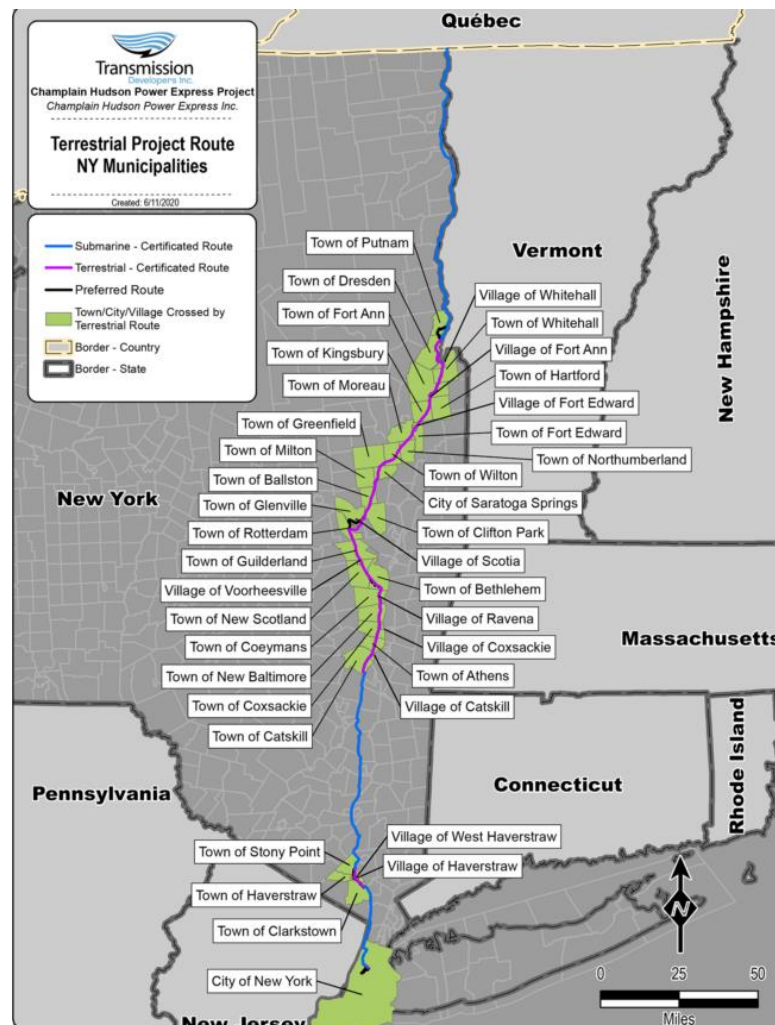 Québec
Transmission
Developers Inc.
Champlain Hudson Power Express Project
Champlain Hudson Power Express Inc.
Terrestrial Project Route
NY Municipalities
Created: 6/11/2020
Submarine - Certificated Route
Terrestrial - Certificated Route
Preferred Route
Town/City/Village Crossed by
Terrestrial Route
Border - Country
Border - State
Town of Putnam
Town of Dresden
Town of Fort Ann
Town of Kingsbury
Town of Moreau
Town of Greenfield
Town of Milton
Town of Ballston
Town of Glenville
Town of Rotterdam
Town of Guilderland
Village of Voorheesville
Town of New Scotland
Town of Coeymans
Town of New Baltimore
Town of Coxsackie
Town of Catskill
Vermont
New Hampshire
Village of Whitehall
Town of Whitehall
Village of Fort Ann
Town of Hartford
Village of Fort Edward
Town of Fort Edward
Town of Northumberland
Town of Wilton
City of Saratoga Springs
Town of Clifton Park
Village of Scotia
Town of Bethlehem
Village of Ravena
Village of Coxsackie
Town of Athens
Village of Catskill
New York
Massachusetts
Pennsylvania
Connecticut
Rhode Island
Town of Stony Point
Town of Haverstraw
Town of Clarkstown
City of New York
Village of West Haverstraw
Village of Haverstraw
New Jersey
N
0 25 50
Miles